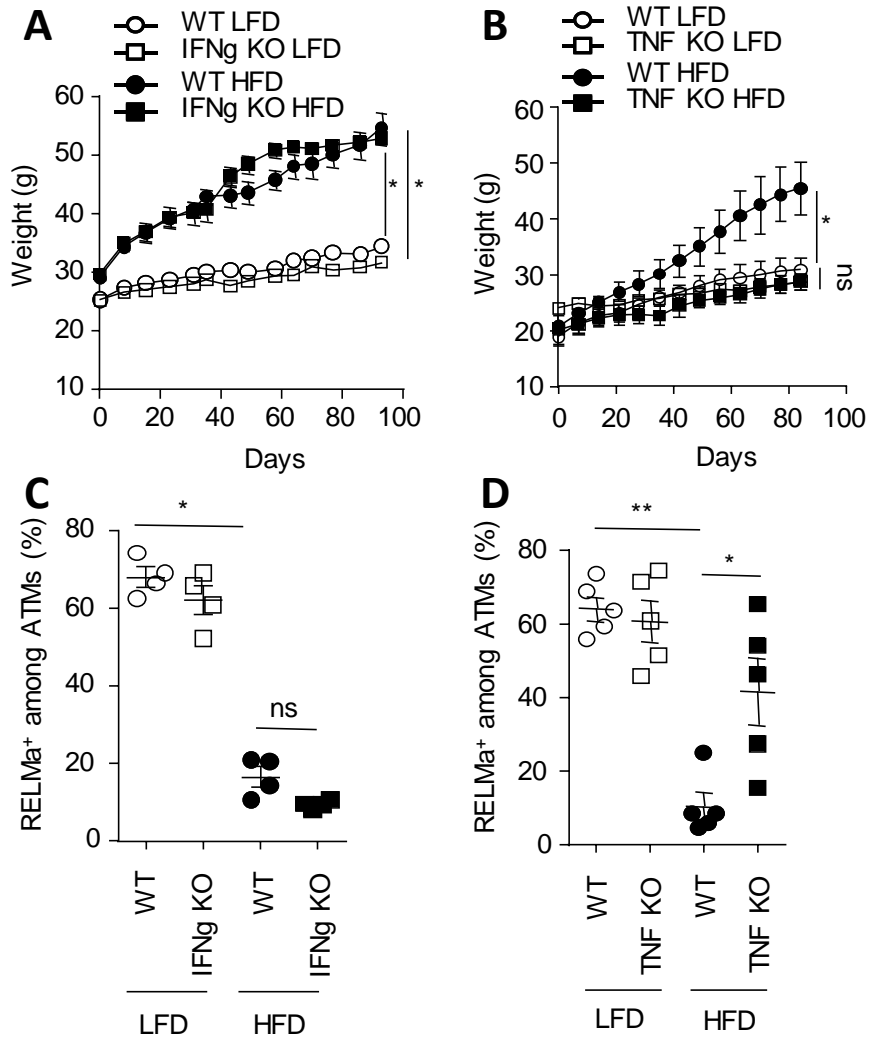 A
WT LFD
IFNg KO LFD
WT HFD
IFNg KO HFD
Weight (g)
60
50
40
30
20
10
*
*
0
20
40
60
80
100
Days
B
WT LFD
TNF KO LFD
WT HFD
TNF KO HFD
Weight (g)
60
50
40
30
20
10
*
ns
0
20
40
60
80
100
Days
C
RELMa⁺ among ATMs (%)
80
60
40
20
0
*
ns
WT
IFNg KO
WT
IFNg KO
LFD
HFD
D
RELMa⁺ among ATMs (%)
80
60
40
20
0
**
*
WT
TNF KO
WT
TNF KO
LFD
HFD